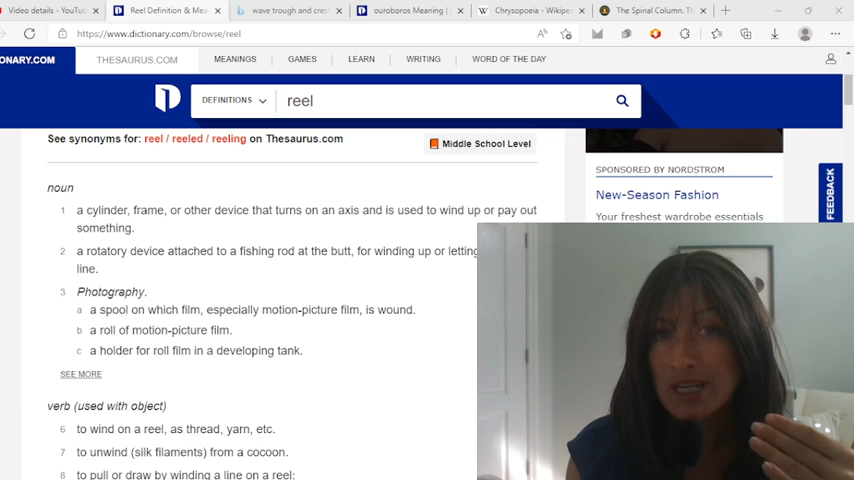 Video details - YouTub
Reel Definition & Mea
wave trough and cres
ouroboros Meaning |
Chrysopoeia - Wikipe
The Spinal Column. Th
https://www.dictionary.com/browse/reel
ONARY.COM
THESAURUS.COM
MEANINGS
GAMES
LEARN
WRITING
WORD OF THE DAY
DEFINITIONS
reel
See synonyms for: reel / reeled / reeling on Thesaurus.com
Middle School Level
noun
1 a cylinder, frame, or other device that turns on an axis and is used to wind up or pay out
something.
2 a rotatory device attached to a fishing rod at the butt, for winding up or letting
line.
3 Photography.
a a spool on which film, especially motion-picture film, is wound.
b a roll of motion-picture film.
c a holder for roll film in a developing tank.
SEE MORE
verb (used with object)
6 to wind on a reel, as thread, yarn, etc.
7 to unwind (silk filaments) from a cocoon.
8 to pull or draw by winding a line on a reel:
SPONSORED BY NORDSTROM
New-Season Fashion
Your freshest wardrobe essentials
FEEDBACK